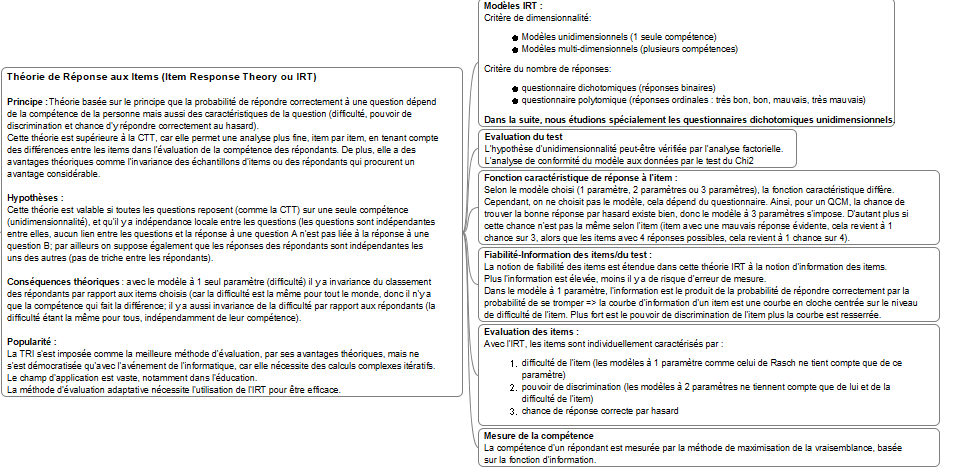 Théorie de Réponse aux Items (Item Response Theory ou IRT)
Principe : Théorie basée sur le principe que la probabilité de répondre correctement à une question dépend
de la compétence de la personne mais aussi des caractéristiques de la question (difficulté, pouvoir de
discrimination et chance d'y répondre correctement au hasard).
Cette théorie est supérieure à la CTT, car elle permet une analyse plus fine, item par item, en tenant compte
des différences entre les items dans l'évaluation de la compétence des répondants. De plus, elle a des
avantages théoriques comme l'invariance des échantillons d'items ou des répondants qui procurent un
avantage considérable.
Hypothèses :
Cette théorie est valable si toutes les questions reposent (comme la CTT) sur une seule compétence
(unidimensionnalité), et qu'il y a indépendance locale entre les questions (les questions sont indépendantes
entre elles, aucun lien entre les questions et la réponse à une question A n'est pas liée à la réponse à une
question B; par ailleurs on suppose également que les réponses des répondants sont indépendantes les
uns des autres (pas de triche entre les répondants).
Conséquences théoriques : avec le modèle à 1 seul paramètre (difficulté) il y a invariance du classement
des répondants par rapport aux items choisis (car la difficulté est la même pour tout le monde, donc il n'y a
que la compétence qui fait la différence; il y a aussi invariance de la difficulté par rapport aux répondants (la
difficulté étant la même pour tous, indépendamment de leur compétence).
Popularité :
La TRI s'est imposée comme la meilleure méthode d'évaluation, par ses avantages théoriques, mais ne
s'est démocratisée qu'avec l'avénement de l'informatique, car elle nécessite des calculs complexes itératifs.
Le champ d'application est vaste, notamment dans l'éducation.
La méthode d'évaluation adaptative nécessite l'utilisation de l'IRT pour être efficace.
Modèles IRT :
Critère de dimensionnalité:
● Modèles unidimensionnels (1 seule compétence)
● Modèles multi-dimensionnels (plusieurs compétences)
Critère du nombre de réponses:
● questionnaire dichotomiques (réponses binaires)
● questionnaire polytomique (réponses ordinales : très bon, bon, mauvais, très mauvais)
Dans la suite, nous étudions spécialement les questionnaires dichotomiques unidimensionnels.
Evaluation du test
L'hypothèse d'unidimensionnalité peut-être vérifiée par l'analyse factorielle.
L'analyse de conformité du modèle aux données par le test du Chi2
Fonction caractéristique de réponse à l'item :
Selon le modèle choisi (1 paramètre, 2 paramètres ou 3 paramètres), la fonction caractéristique diffère.
Cependant, on ne choisit pas le modèle, cela dépend du questionnaire. Ainsi, pour un QCM, la chance de
trouver la bonne réponse par hasard existe bien, donc le modèle à 3 paramètres s'impose. D'autant plus si
cette chance n'est pas la même selon l'item (item avec une mauvaise réponse évidente, cela revient à 1
chance sur 3, alors que les items avec 4 réponses possibles, cela revient à 1 chance sur 4).
Fiabilité-Information des items/du test :
La notion de fiabilité des items est étendue dans cette théorie IRT à la notion d'information des items.
Plus l'information est élevée, moins il y a de risque d'erreur de mesure.
Dans le modèle à 1 paramètre, l'information est le produit de la probabilité de répondre correctement par la
probabilité de se tromper => la courbe d'information d'un item est une courbe en cloche centrée sur le niveau
de difficulté de l'item. Plus fort est le pouvoir de discrimination de l'item plus la courbe est resserrée.
Evaluation des items :
Avec l'IRT, les items sont individuellement caractérisés par :
1. difficulté de l'item (les modèles à 1 paramètre comme celui de Rasch ne tient compte que de ce
paramètre)
2. pouvoir de discrimination (les modèles à 2 paramètres ne tiennent compte que de lui et de la
difficulté de l'item)
3. chance de réponse correcte par hasard
Mesure de la compétence
La compétence d'un répondant est mesurée par la méthode de maximisation de la vraisemblance, basée
sur la fonction d'information.